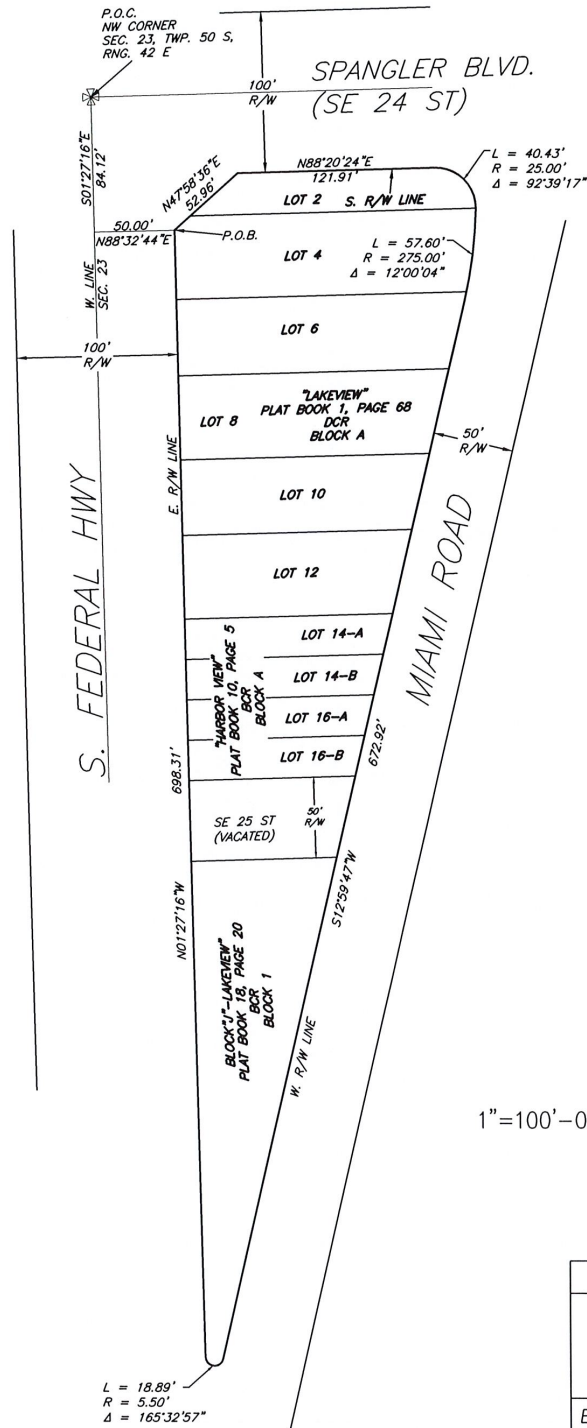 P.O.C.
NW CORNER
SEC. 23, TWP. 50 S,
RNG. 42 E
SPANGLER BLVD.
(SE 24 ST)
100'
R/W
S01°27'16"E
84.12'
N47°58'36"E
52.96'
N88°20'24"E
121.91'
L = 40.43'
R = 25.00'
Δ = 92°39'17"
LOT 2
S. R/W LINE
50.00'
N88°32'44"E
P.O.B.
LOT 4
L = 57.60'
R = 275.00'
Δ = 12°00'04"
W. LINE
SEC. 23
LOT 6
100'
R/W
"LAKEVIEW"
PLAT BOOK 1, PAGE 68
DCR
BLOCK A
LOT 8
50'
R/W
E. R/W LINE
LOT 10
S. FEDERAL HWY
LOT 12
MIAMI ROAD
LOT 14-A
"HARBOR VIEW"
PLAT BOOK 10, PAGE 5
BCR
BLOCK A
LOT 14-B
LOT 16-A
LOT 16-B
698.31'
672.92'
SE 25 ST
(VACATED)
50'
R/W
N01°27'16"W
S12°59'47"W
BLOCK"J"-LAKEVIEW"
PLAT BOOK 18, PAGE 20
BCR
BLOCK 1
W. R/W LINE
1"=100'-0
L = 18.89'
R = 5.50'
Δ = 165°32'57"